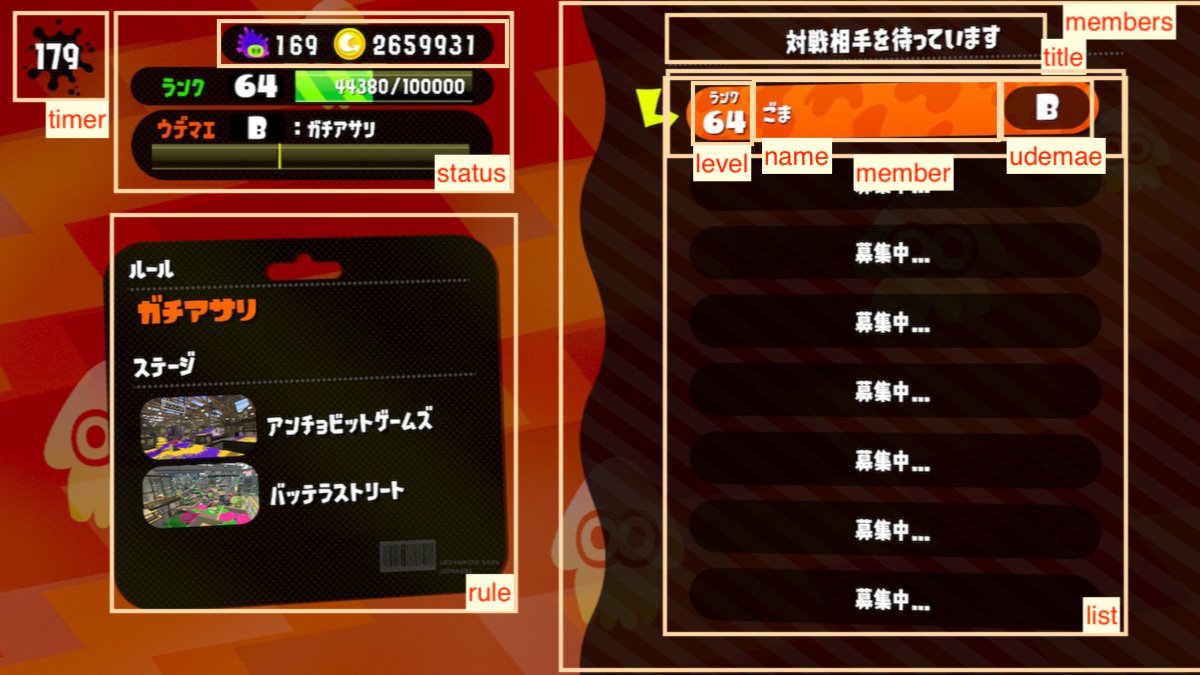 179
timer
169 2659931
ランク 64 44380/100000
ウデマエ B : ガチアサリ
status
ルール
ガチアサリ
ステージ
アンチョビットゲームズ
バッテラストリート
rule
members
対戦相手を待っています
title
ランク
64 ごま B
level name member udemae
募集中...
募集中...
募集中...
募集中...
募集中...
募集中...
募集中...
list